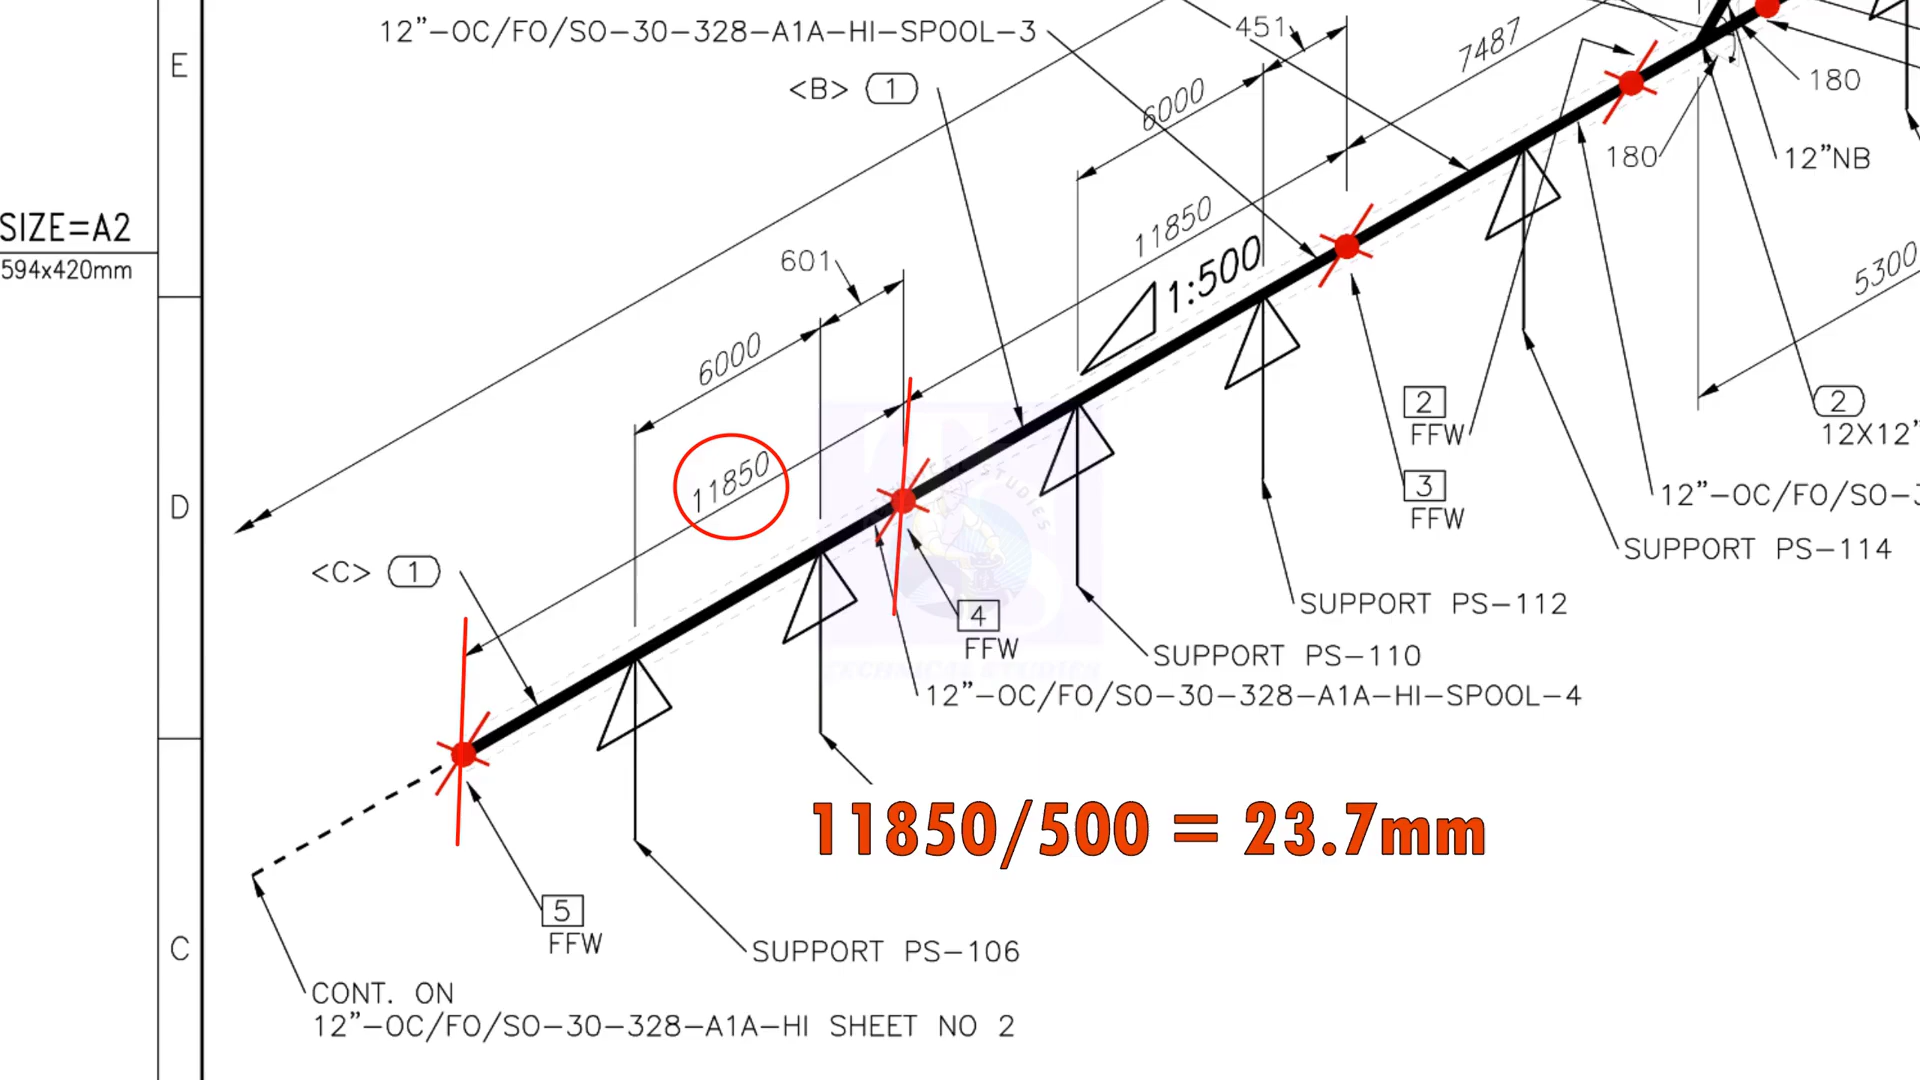 12”-OC/FO/SO-30-328-A1A-HI-SPOOL-3
451
7487
E
<B> 1
180
6000
12”NB
180
SIZE=A2
594x420mm
11850
601
1:500
5300
6000
2
FFW
2
12X12”
11850
3
FFW
12”-OC/FO/SO-3
D
SUPPORT PS-114
<C> 1
4
FFW
SUPPORT PS-112
SUPPORT PS-110
STUDIES
TECHNICAL STUDIES
12”-OC/FO/SO-30-328-A1A-HI-SPOOL-4
11850/500 = 23.7mm
5
FFW
C
SUPPORT PS-106
CONT. ON
12”-OC/FO/SO-30-328-A1A-HI SHEET NO 2